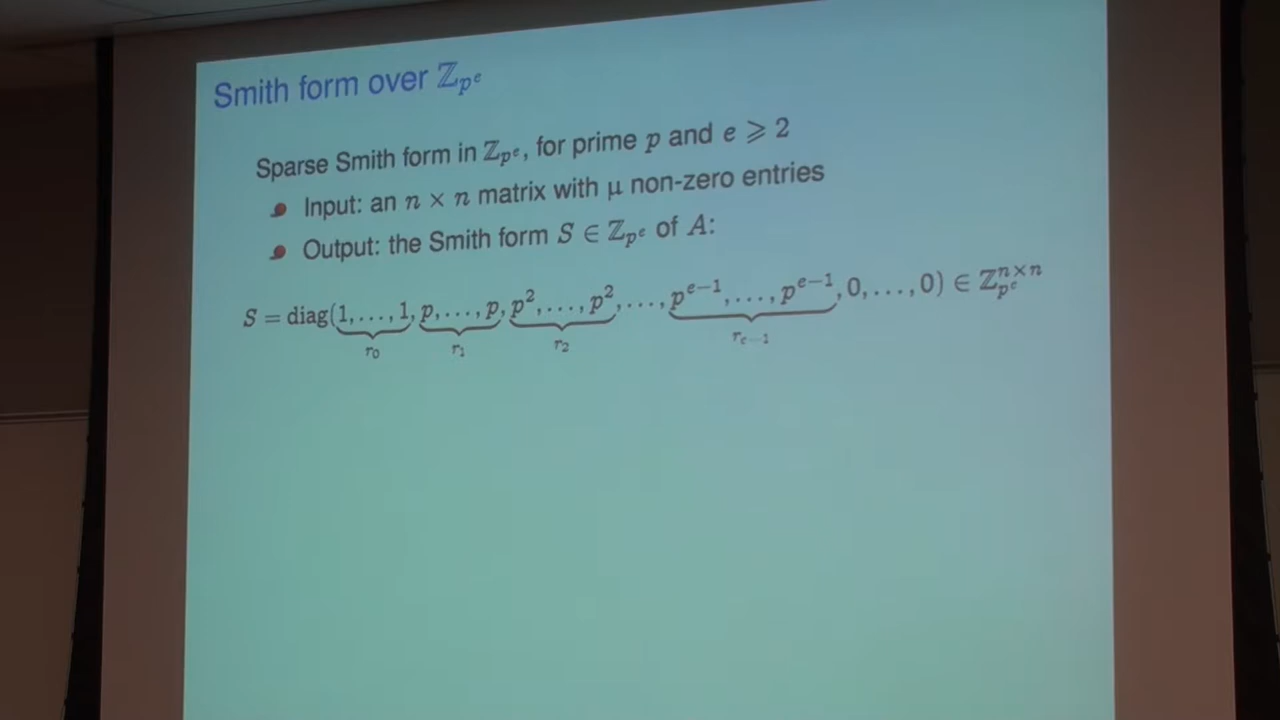 Smith form over ℤ_{p^e}
Sparse Smith form in ℤ_{p^e}, for prime p and e ⩾ 2
Input: an n × n matrix with μ non-zero entries
Output: the Smith form S ∈ ℤ_{p^e} of A:
S = diag(1, …, 1, p, …, p, p², …, p², …, p^{e−1}, …, p^{e−1}, 0, …, 0) ∈ ℤ_{p^e}^{n×n}
r₀ r₁ r₂ r_{e−1}